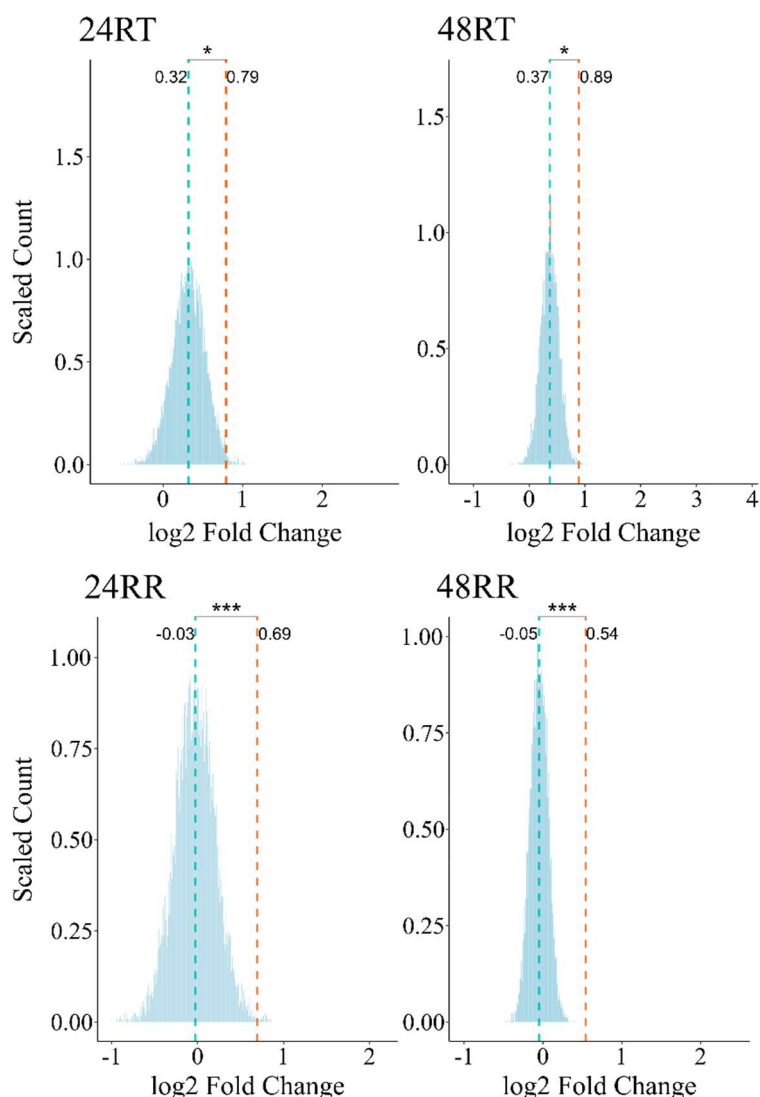 24RT
*
0.32 0.79
1.5
1.0
0.5
0.0
Scaled Count
0 1 2
log2 Fold Change
48RT
*
0.37 0.89
1.5
1.0
0.5
0.0
-1 0 1 2 3 4
log2 Fold Change
24RR
***
-0.03 0.69
1.00
0.75
0.50
0.25
0.00
Scaled Count
-1 0 1 2
log2 Fold Change
48RR
***
-0.05 0.54
1.00
0.75
0.50
0.25
0.00
-1 0 1 2
log2 Fold Change